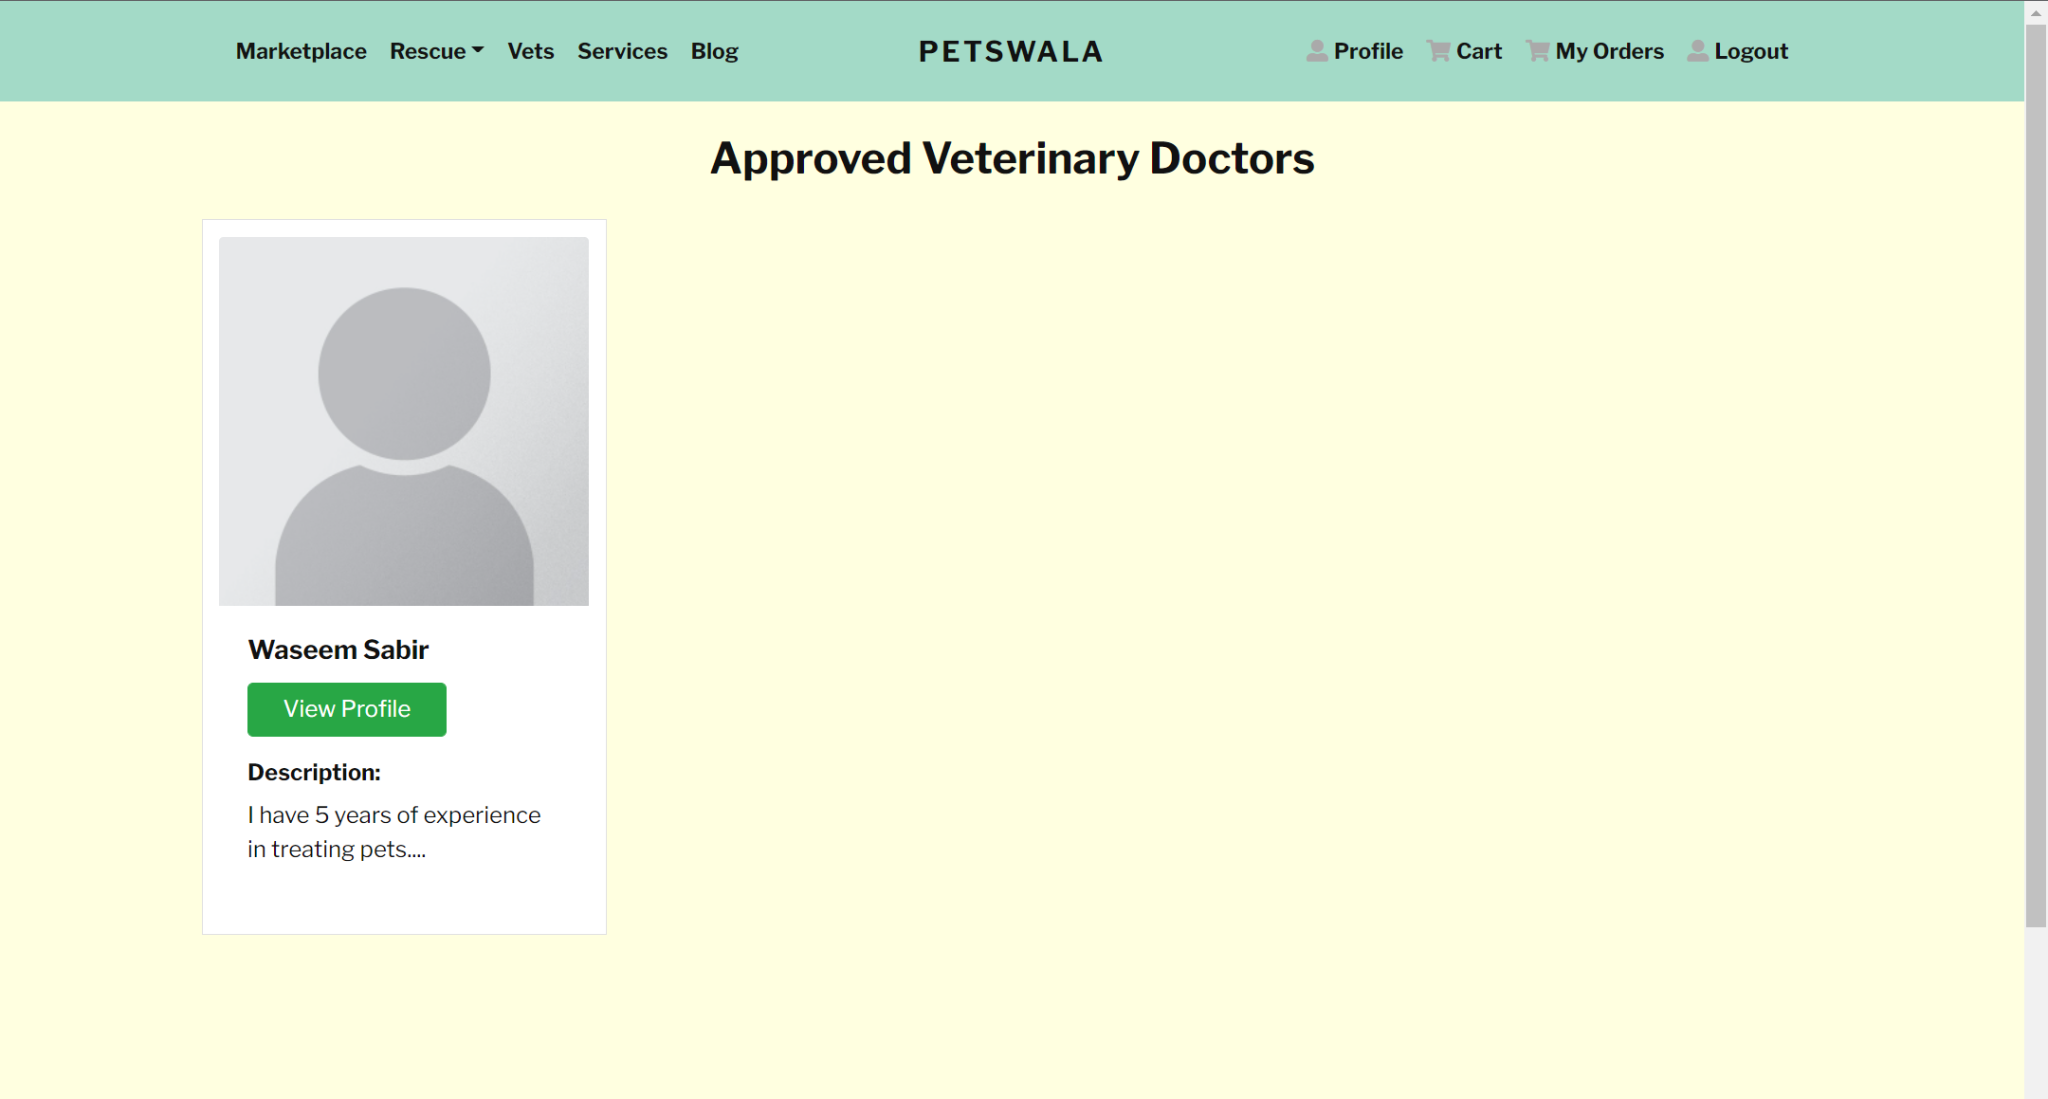 Marketplace Rescue Vets Services Blog PETSWALA Profile Cart My Orders Logout
Approved Veterinary Doctors
Waseem Sabir
View Profile
Description:
I have 5 years of experience
in treating pets....